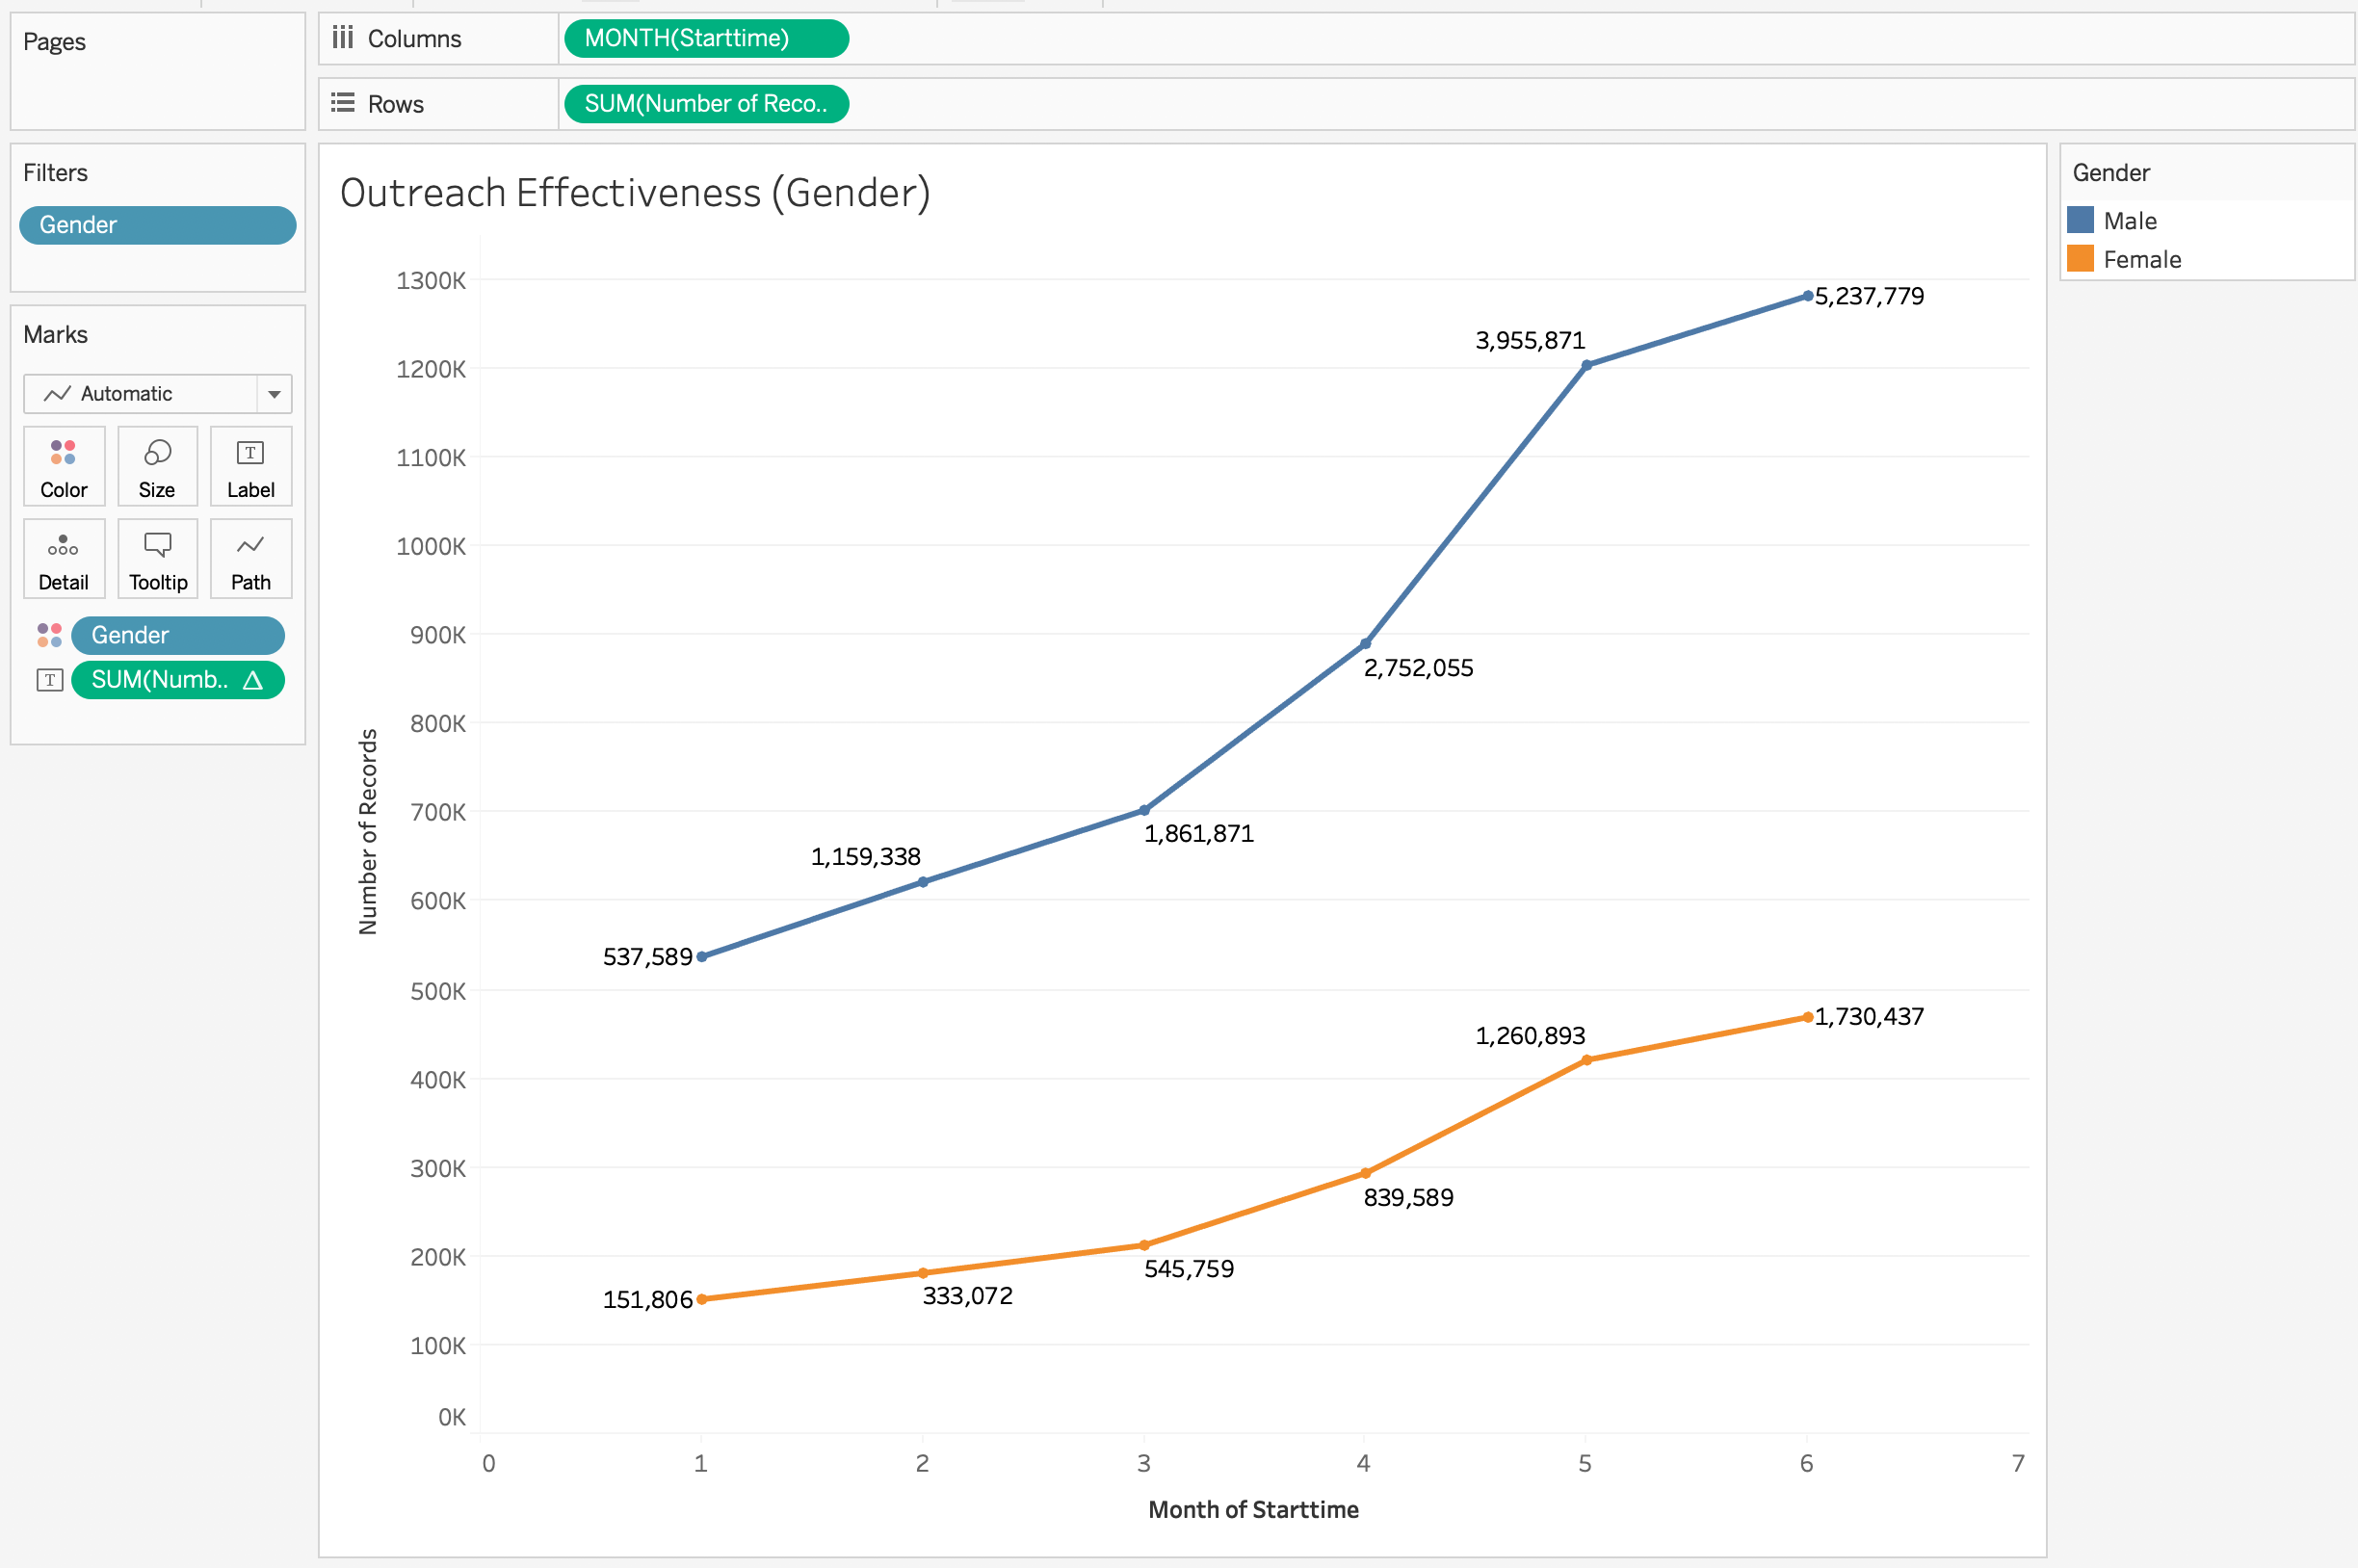 Pages
Columns
MONTH(Starttime)
Rows
SUM(Number of Reco..
Filters
Gender
Marks
Automatic
Color
Size
T
Label
Detail
Tooltip
Path
Gender
T
SUM(Numb.. Δ
Outreach Effectiveness (Gender)
Number of Records
1300K
1200K
1100K
1000K
900K
800K
700K
600K
500K
400K
300K
200K
100K
0K
5,237,779
3,955,871
2,752,055
1,861,871
1,159,338
537,589
1,730,437
1,260,893
839,589
545,759
333,072
151,806
0 1 2 3 4 5 6 7
Month of Starttime
Gender
Male
Female